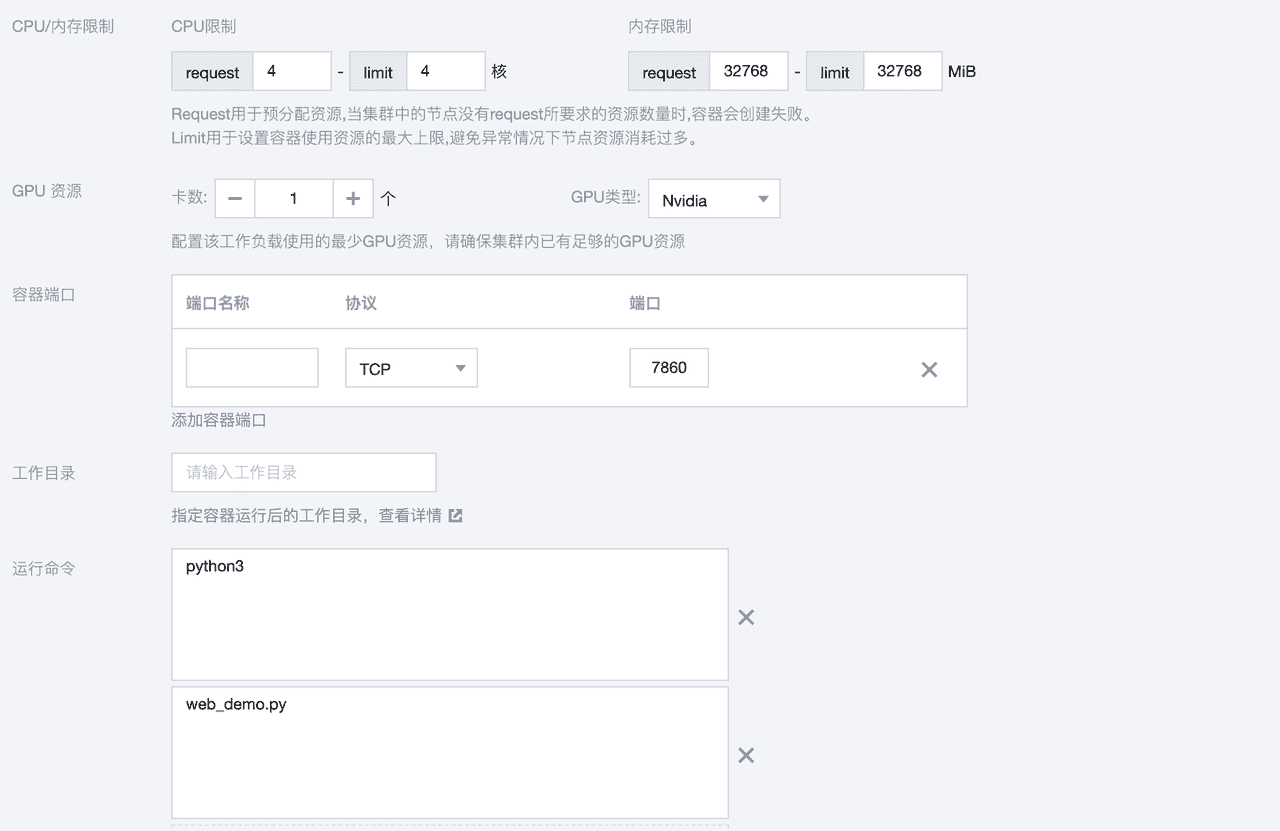 CPU/内存限制 CPU限制 内存限制
request 4 - limit 4 核 request 32768 - limit 32768 MiB
Request用于预分配资源,当集群中的节点没有request所要求的资源数量时,容器会创建失败。
Limit用于设置容器使用资源的最大上限,避免异常情况下节点资源消耗过多。
GPU 资源 卡数: 1 个 GPU类型: Nvidia
配置该工作负载使用的最少GPU资源，请确保集群内已有足够的GPU资源
容器端口 端口名称 协议 端口
TCP 7860
添加容器端口
工作目录 请输入工作目录
指定容器运行后的工作目录，查看详情
运行命令 python3
web_demo.py